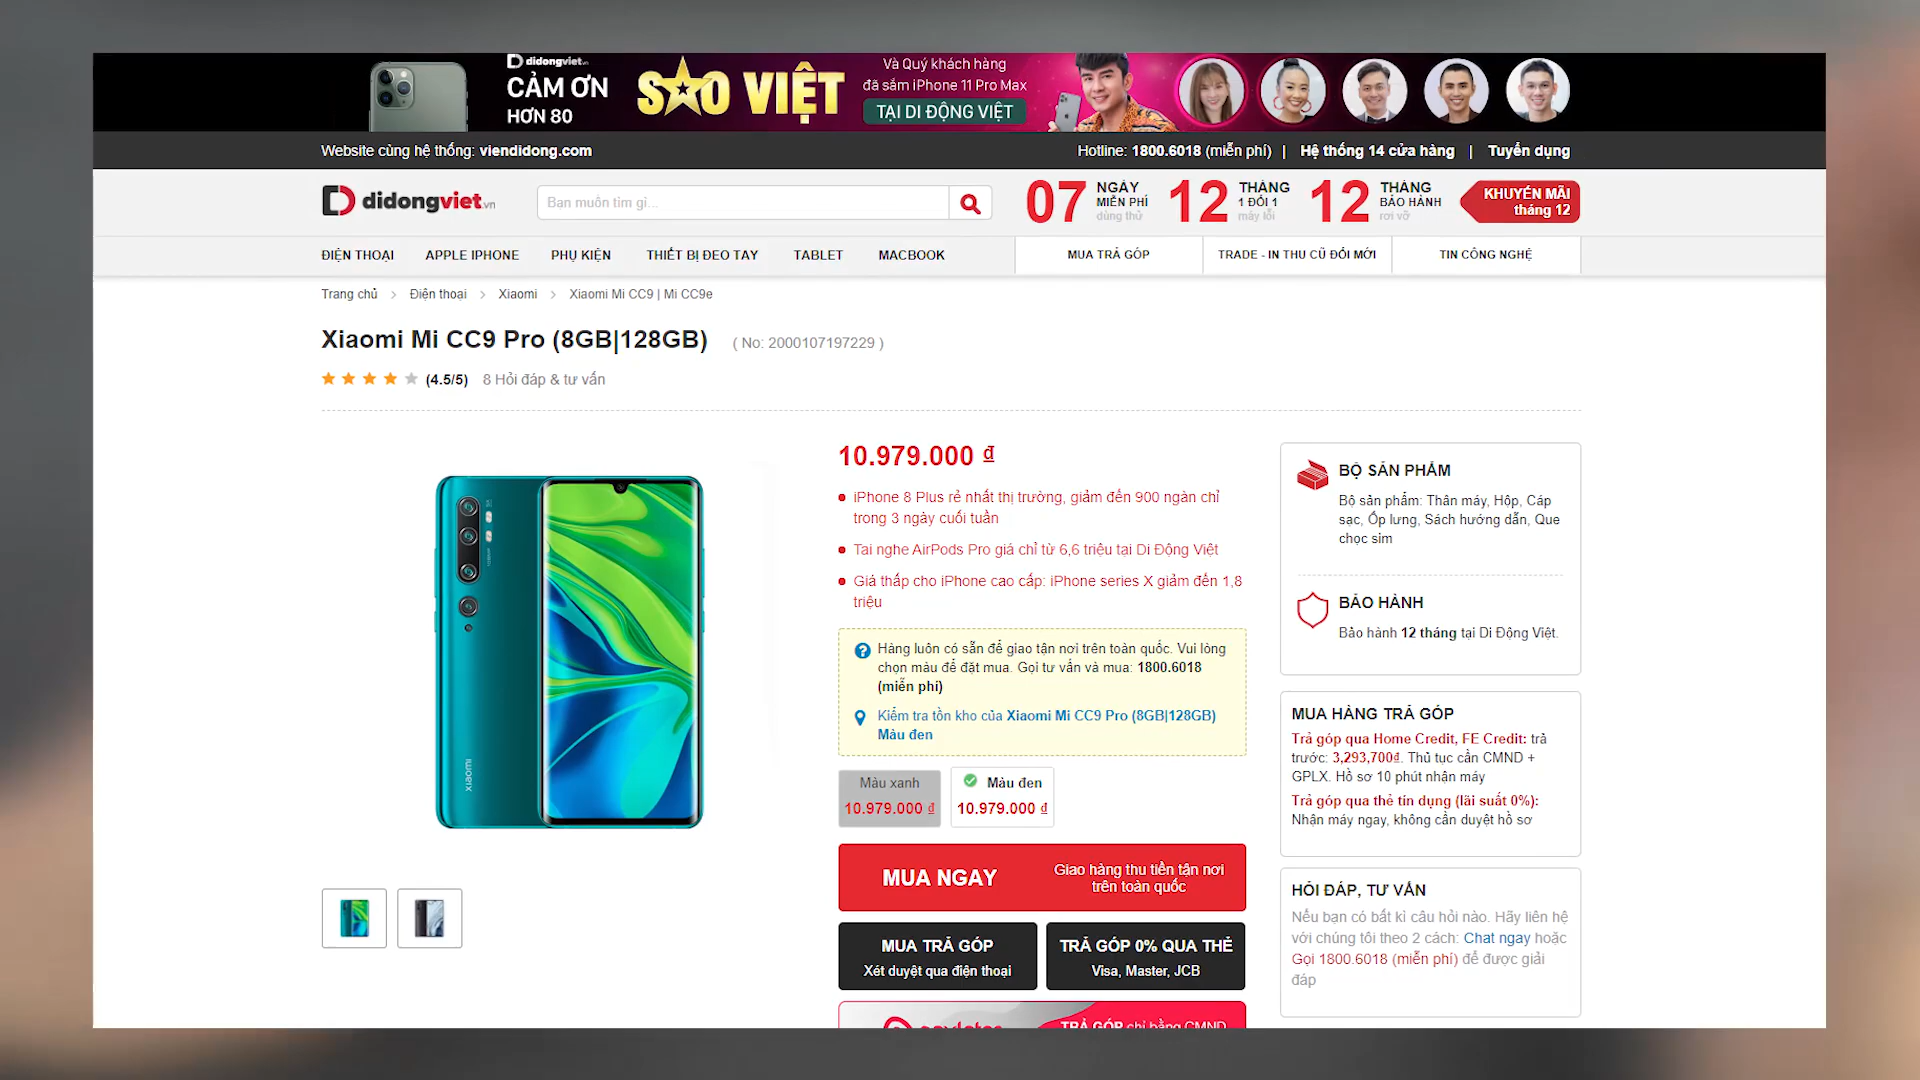 didongviet.vn
CẢM ƠN
HƠN 80
SAO VIỆT
Và Quý khách hàng
đã sắm iPhone 11 Pro Max
TẠI DI ĐỘNG VIỆT
Website cùng hệ thống: viendidong.com
Hotline: 1800.6018 (miễn phí) | Hệ thống 14 cửa hàng | Tuyển dụng
didongviet.vn
Bạn muốn tìm gì...
07 NGÀY MIỄN PHÍ dùng thử
12 THÁNG 1 ĐỔI 1 máy lỗi
12 THÁNG BẢO HÀNH rơi vỡ
KHUYẾN MÃI
tháng 12
ĐIỆN THOẠI APPLE IPHONE PHỤ KIỆN THIẾT BỊ ĐEO TAY TABLET MACBOOK MUA TRẢ GÓP TRADE - IN THU CŨ ĐỔI MỚI TIN CÔNG NGHỆ
Trang chủ > Điện thoại > Xiaomi > Xiaomi Mi CC9 | Mi CC9e
Xiaomi Mi CC9 Pro (8GB|128GB) ( No: 2000107197229 )
(4.5/5) 8 Hỏi đáp & tư vấn
xiaomi
10.979.000 ₫
iPhone 8 Plus rẻ nhất thị trường, giảm đến 900 ngàn chỉ
trong 3 ngày cuối tuần
Tai nghe AirPods Pro giá chỉ từ 6,6 triệu tại Di Động Việt
Giá thấp cho iPhone cao cấp: iPhone series X giảm đến 1,8
triệu
Hàng luôn có sẵn để giao tận nơi trên toàn quốc. Vui lòng
chọn màu để đặt mua. Gọi tư vấn và mua: 1800.6018
(miễn phí)
Kiểm tra tồn kho của Xiaomi Mi CC9 Pro (8GB|128GB)
Màu đen
Màu xanh
10.979.000 ₫
Màu đen
10.979.000 ₫
MUA NGAY
Giao hàng thu tiền tận nơi
trên toàn quốc
MUA TRẢ GÓP
Xét duyệt qua điện thoại
TRẢ GÓP 0% QUA THẺ
Visa, Master, JCB
TRẢ GÓP chỉ bằng CMND
BỘ SẢN PHẨM
Bộ sản phẩm: Thân máy, Hộp, Cáp
sạc, Ốp lưng, Sách hướng dẫn, Que
chọc sim
BẢO HÀNH
Bảo hành 12 tháng tại Di Động Việt.
MUA HÀNG TRẢ GÓP
Trả góp qua Home Credit, FE Credit: trả
trước: 3,293,700₫. Thủ tục cần CMND +
GPLX. Hồ sơ 10 phút nhận máy
Trả góp qua thẻ tín dụng (lãi suất 0%):
Nhận máy ngay, không cần duyệt hồ sơ
HỎI ĐÁP, TƯ VẤN
Nếu bạn có bất kì câu hỏi nào. Hãy liên hệ
với chúng tôi theo 2 cách: Chat ngay hoặc
Gọi 1800.6018 (miễn phí) để được giải
đáp